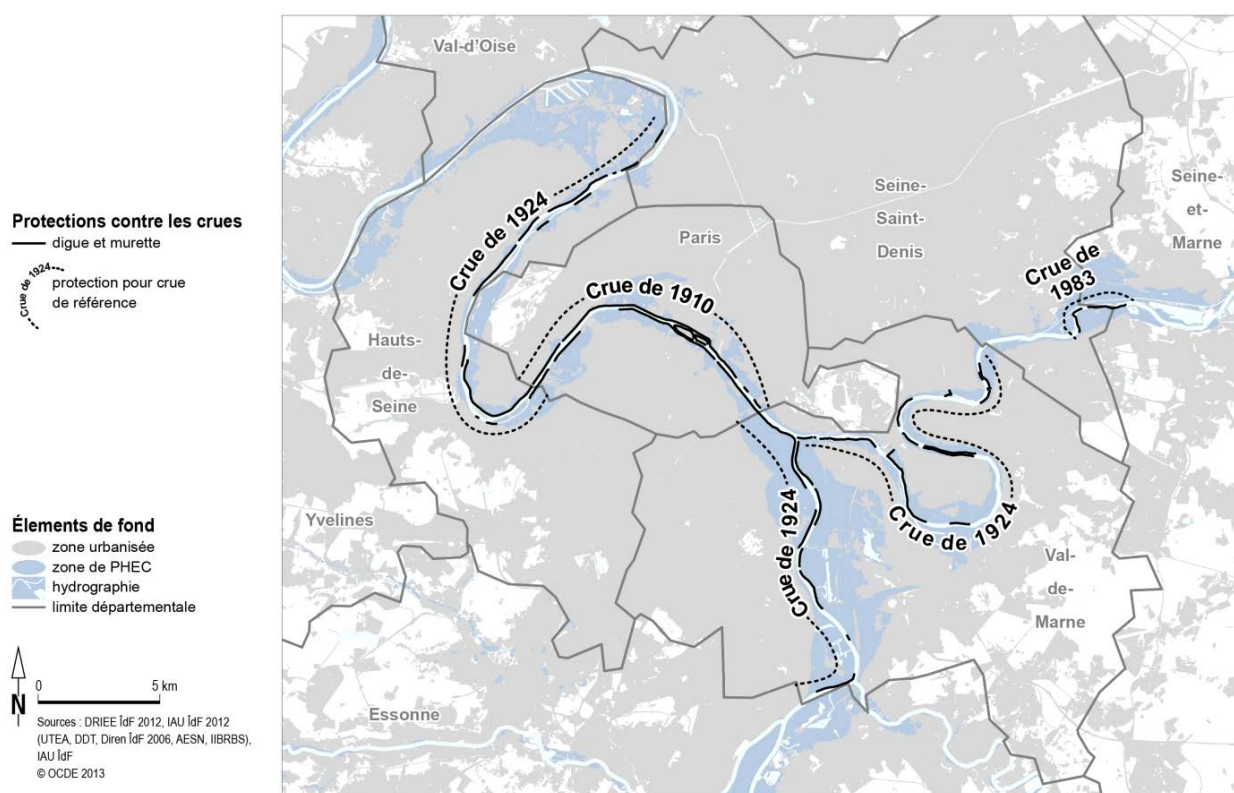 Protections contre les crues
digue et murette
Crue de 1924
protection pour crue
de référence
Élements de fond
zone urbanisée
zone de PHEC
hydrographie
limite départementale
N
0 5 km
Sources : DRIEE ÎdF 2012, IAU ÎdF 2012
(UTEA, DDT, Diren ÎdF 2006, AESN, IIBRBS),
IAU ÎdF
© OCDE 2013
Val-d'Oise
Crue de 1924
Paris
Seine-
Saint-
Denis
Seine-
et-
Marne
Crue de
1983
Crue de 1910
Hauts-
de-
Seine
Yvelines
Crue de 1924
Crue de 1924
Val-
de-
Marne
Essonne